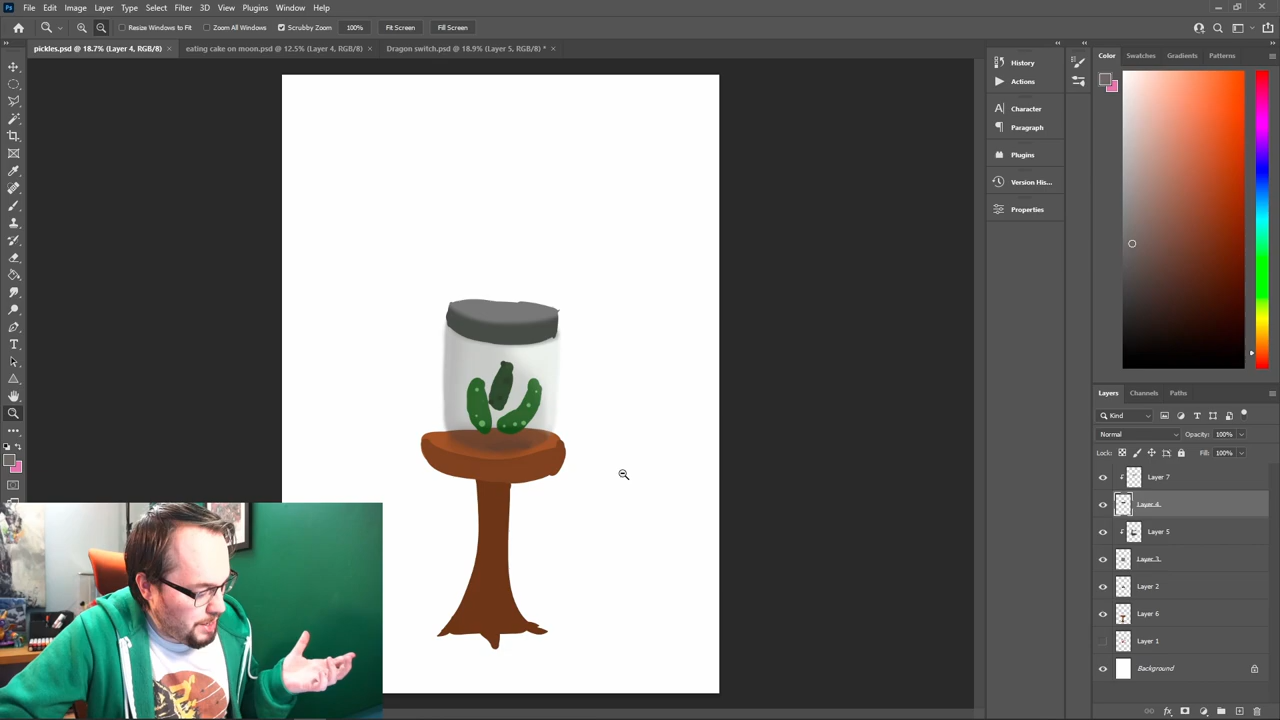 Ps File Edit Image Layer Type Select Filter 3D View Plugins Window Help
Resize Windows to Fit Zoom All Windows Scrubby Zoom 100% Fit Screen Fill Screen
pickles.psd @ 18.7% (Layer 4, RGB/8) × eating cake on moon.psd @ 12.5% (Layer 4, RGB/8) × Dragon switch.psd @ 18.9% (Layer 5, RGB/8) * ×
History
Actions
Character
Paragraph
Plugins
Version His...
Properties
Color Swatches Gradients Patterns
Layers Channels Paths
Kind
Normal Opacity: 100%
Lock: Fill: 100%
Layer 7
Layer 4
Layer 5
Layer 3
Layer 2
Layer 6
Layer 1
Background
fx